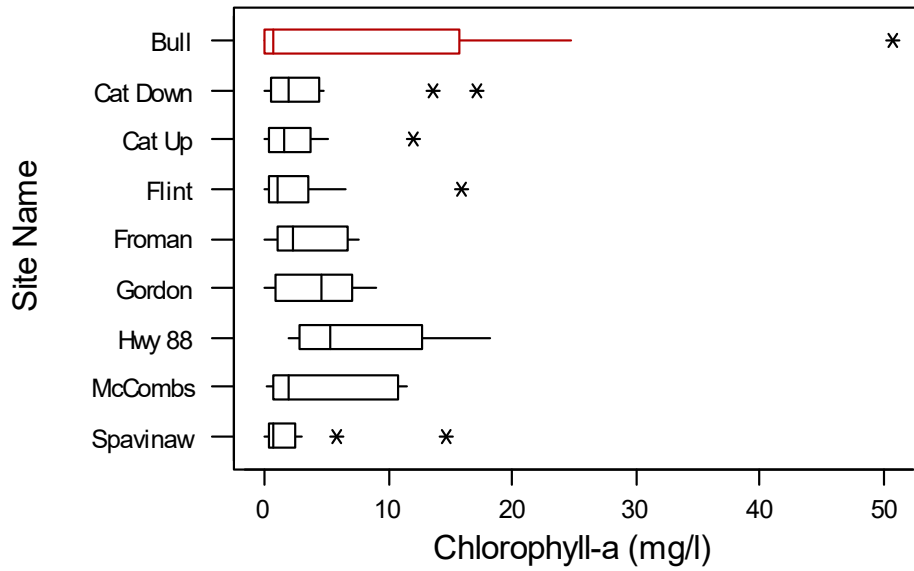 Site Name
Bull
Cat Down
Cat Up
Flint
Froman
Gordon
Hwy 88
McCombs
Spavinaw
0 10 20 30 40 50
Chlorophyll-a (mg/l)